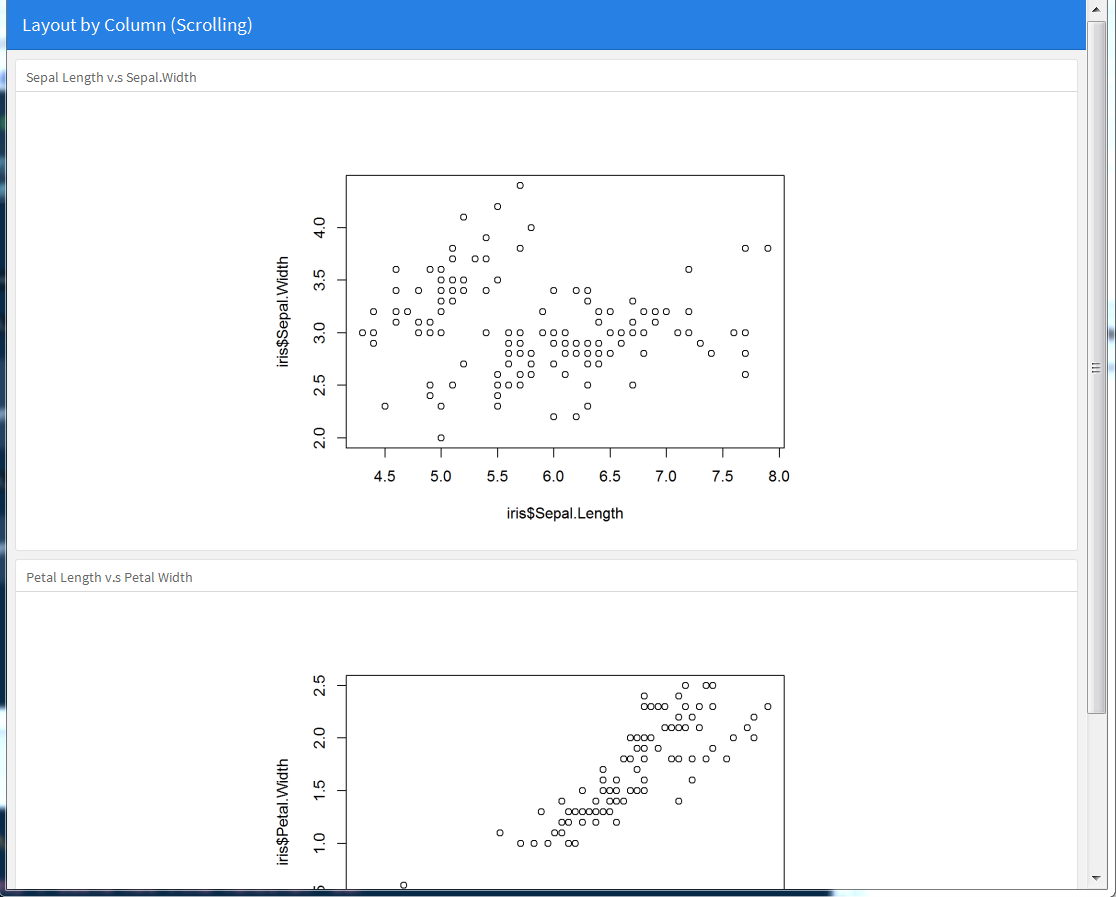 Layout by Column (Scrolling)
Sepal Length v.s Sepal.Width
4.0
3.5
3.0
2.5
2.0
iris$Sepal.Width
4.5 5.0 5.5 6.0 6.5 7.0 7.5 8.0
iris$Sepal.Length
Petal Length v.s Petal Width
2.5
2.0
1.5
1.0
iris$Petal.Width